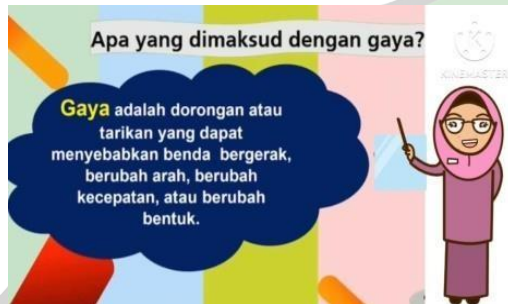 Apa yang dimaksud dengan gaya?
KINEMASTER
Gaya adalah dorongan atau
tarikan yang dapat
menyebabkan benda bergerak,
berubah arah, berubah
kecepatan, atau berubah
bentuk.